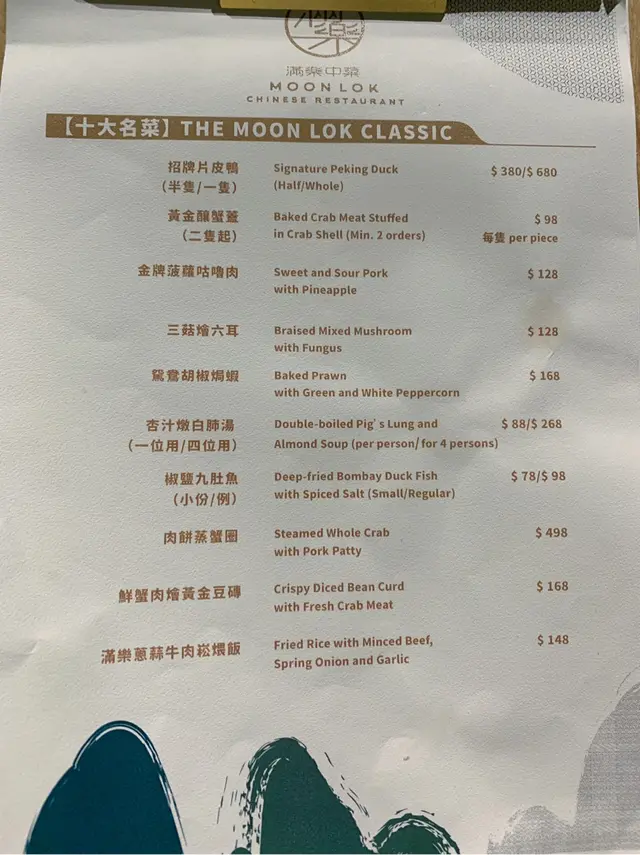 滿樂中菜
MOON LOK
CHINESE RESTAURANT
【十大名菜】THE MOON LOK CLASSIC
招牌片皮鴨 Signature Peking Duck $ 380/$ 680
(半隻/一隻) (Half/Whole)
黃金釀蟹蓋 Baked Crab Meat Stuffed $ 98
(二隻起) in Crab Shell (Min. 2 orders) 每隻 per piece
金牌菠蘿咕嚕肉 Sweet and Sour Pork $ 128
with Pineapple
三菇燴六耳 Braised Mixed Mushroom $ 128
with Fungus
鴛鴦胡椒焗蝦 Baked Prawn $ 168
with Green and White Peppercorn
杏汁燉白肺湯 Double-boiled Pig's Lung and $ 88/$ 268
(一位用/四位用) Almond Soup (per person/ for 4 persons)
椒鹽九肚魚 Deep-fried Bombay Duck Fish $ 78/$ 98
(小份/例) with Spiced Salt (Small/Regular)
肉餅蒸蟹圈 Steamed Whole Crab $ 498
with Pork Patty
鮮蟹肉燴黃金豆磚 Crispy Diced Bean Curd $ 168
with Fresh Crab Meat
滿樂蔥蒜牛肉崧煨飯 Fried Rice with Minced Beef, $ 148
Spring Onion and Garlic